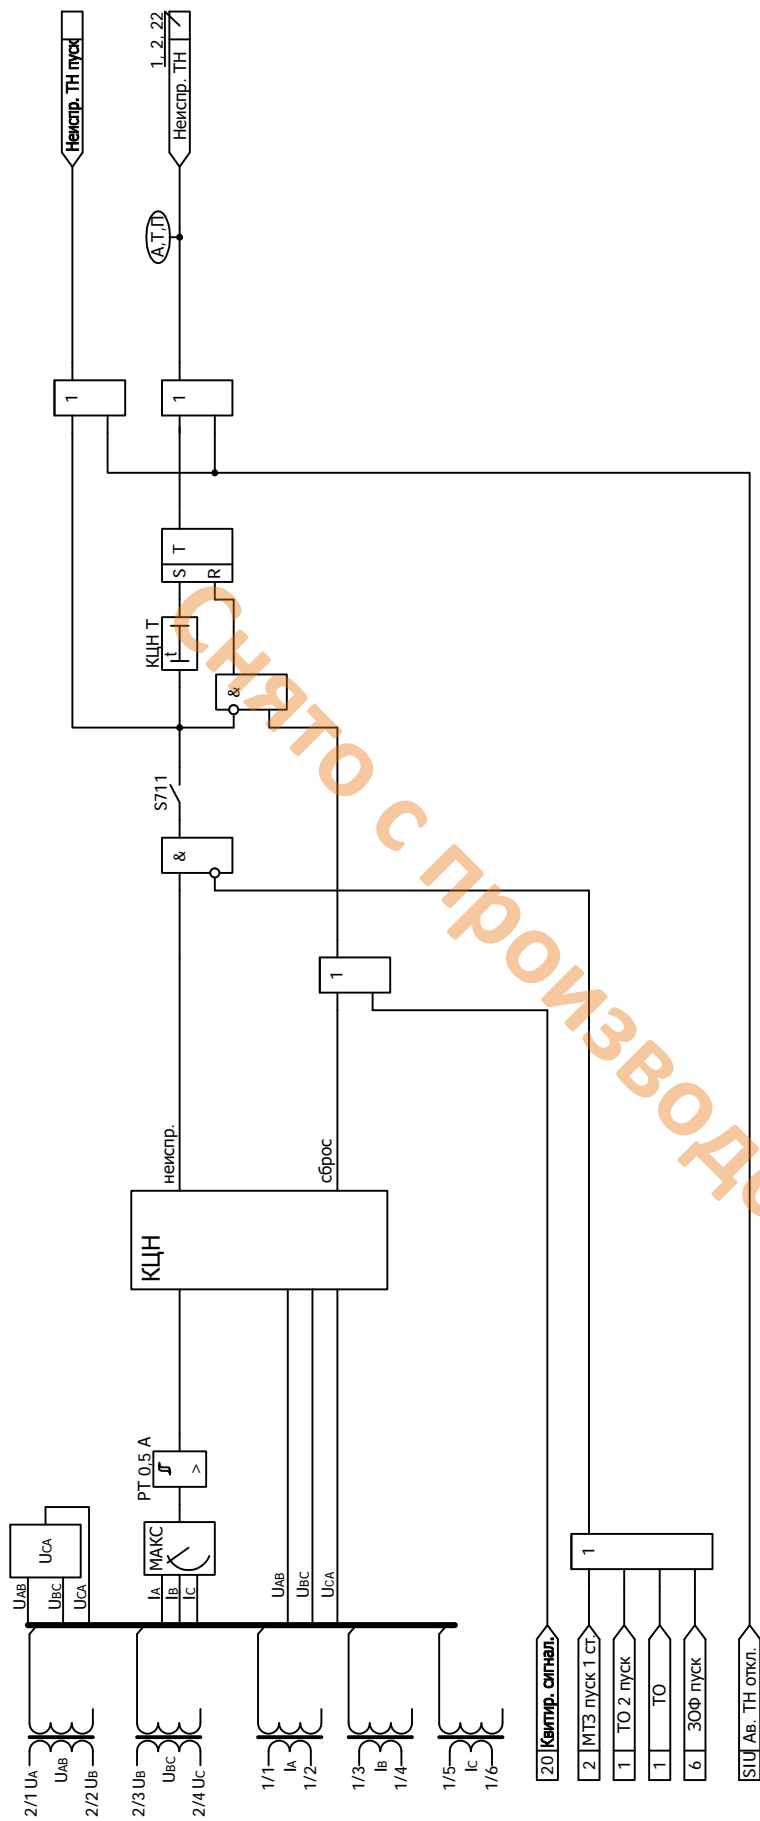 Неиспр. ТН пуск
Неиспр. ТН
1, 2, 22
А,Т,П
1
1
T
S
R
КЦН Т
t
&
S711
&
1
неиспр.
сброс
КЦН
РТ 0,5 А
>
МАКС
IA
IB
IC
UCA
UAB
UBC
UCA
UAB
UBC
UCA
2/1 UA
UAB
2/2 UB
2/3 UB
UBC
2/4 UC
1/1
IA
1/2
1/3
IB
1/4
1/5
IC
1/6
1
20 Квитир. сигнал.
2 МТЗ пуск 1 ст.
1 ТО 2 пуск
1 ТО
6 ЗОФ пуск
SIU Ав. ТН откл.
Снято с производс